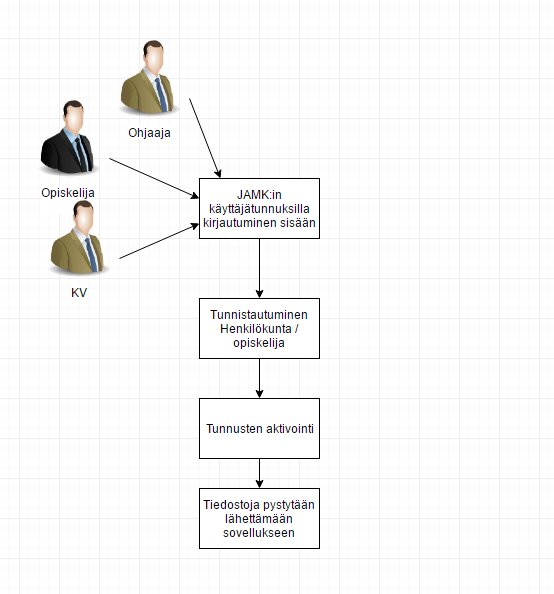 Ohjaaja
Opiskelija
KV
JAMK:in
käyttäjätunnuksilla
kirjautuminen sisään
Tunnistautuminen
Henkilökunta /
opiskelija
Tunnusten aktivointi
Tiedostoja pystytään
lähettämään
sovellukseen